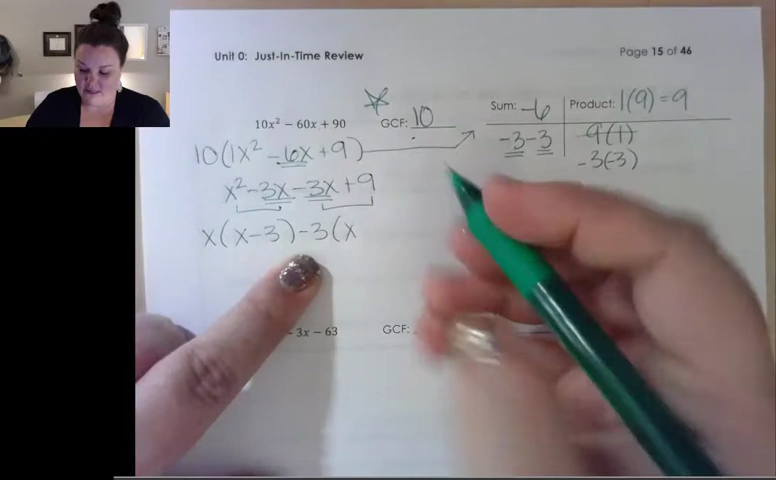 Unit 0: Just-In-Time Review
Page 15 of 46
10x² − 60x + 90
GCF: 10
Sum: -6
Product: 1(9) = 9
10(1x² - 6x + 9)
-3 -3
9(1)
-3(-3)
x² - 3x - 3x + 9
x(x - 3) - 3(x
- 3x − 63
GCF: